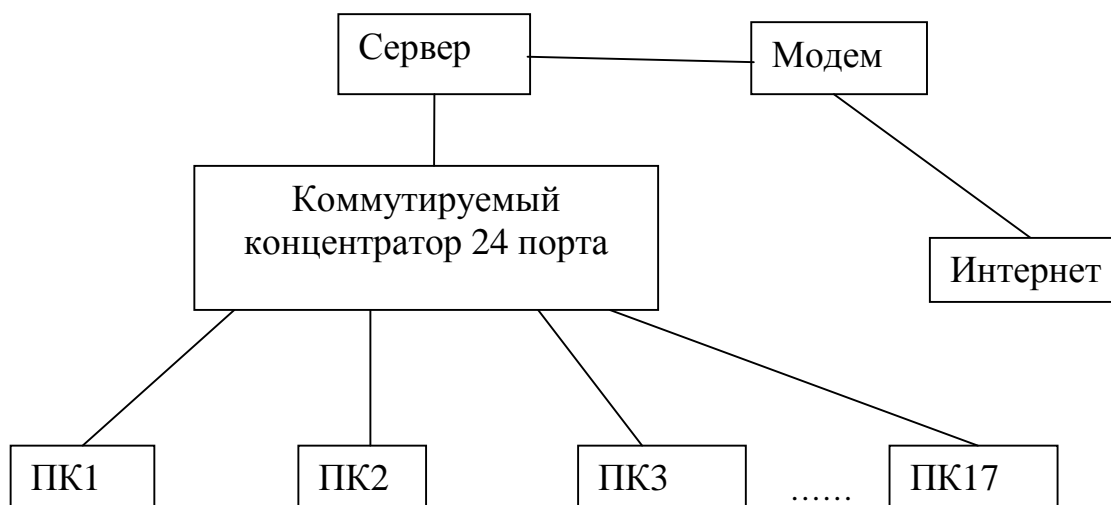 Сервер
Модем
Коммутируемый
концентратор 24 порта
Интернет
ПК1
ПК2
ПК3
......
ПК17